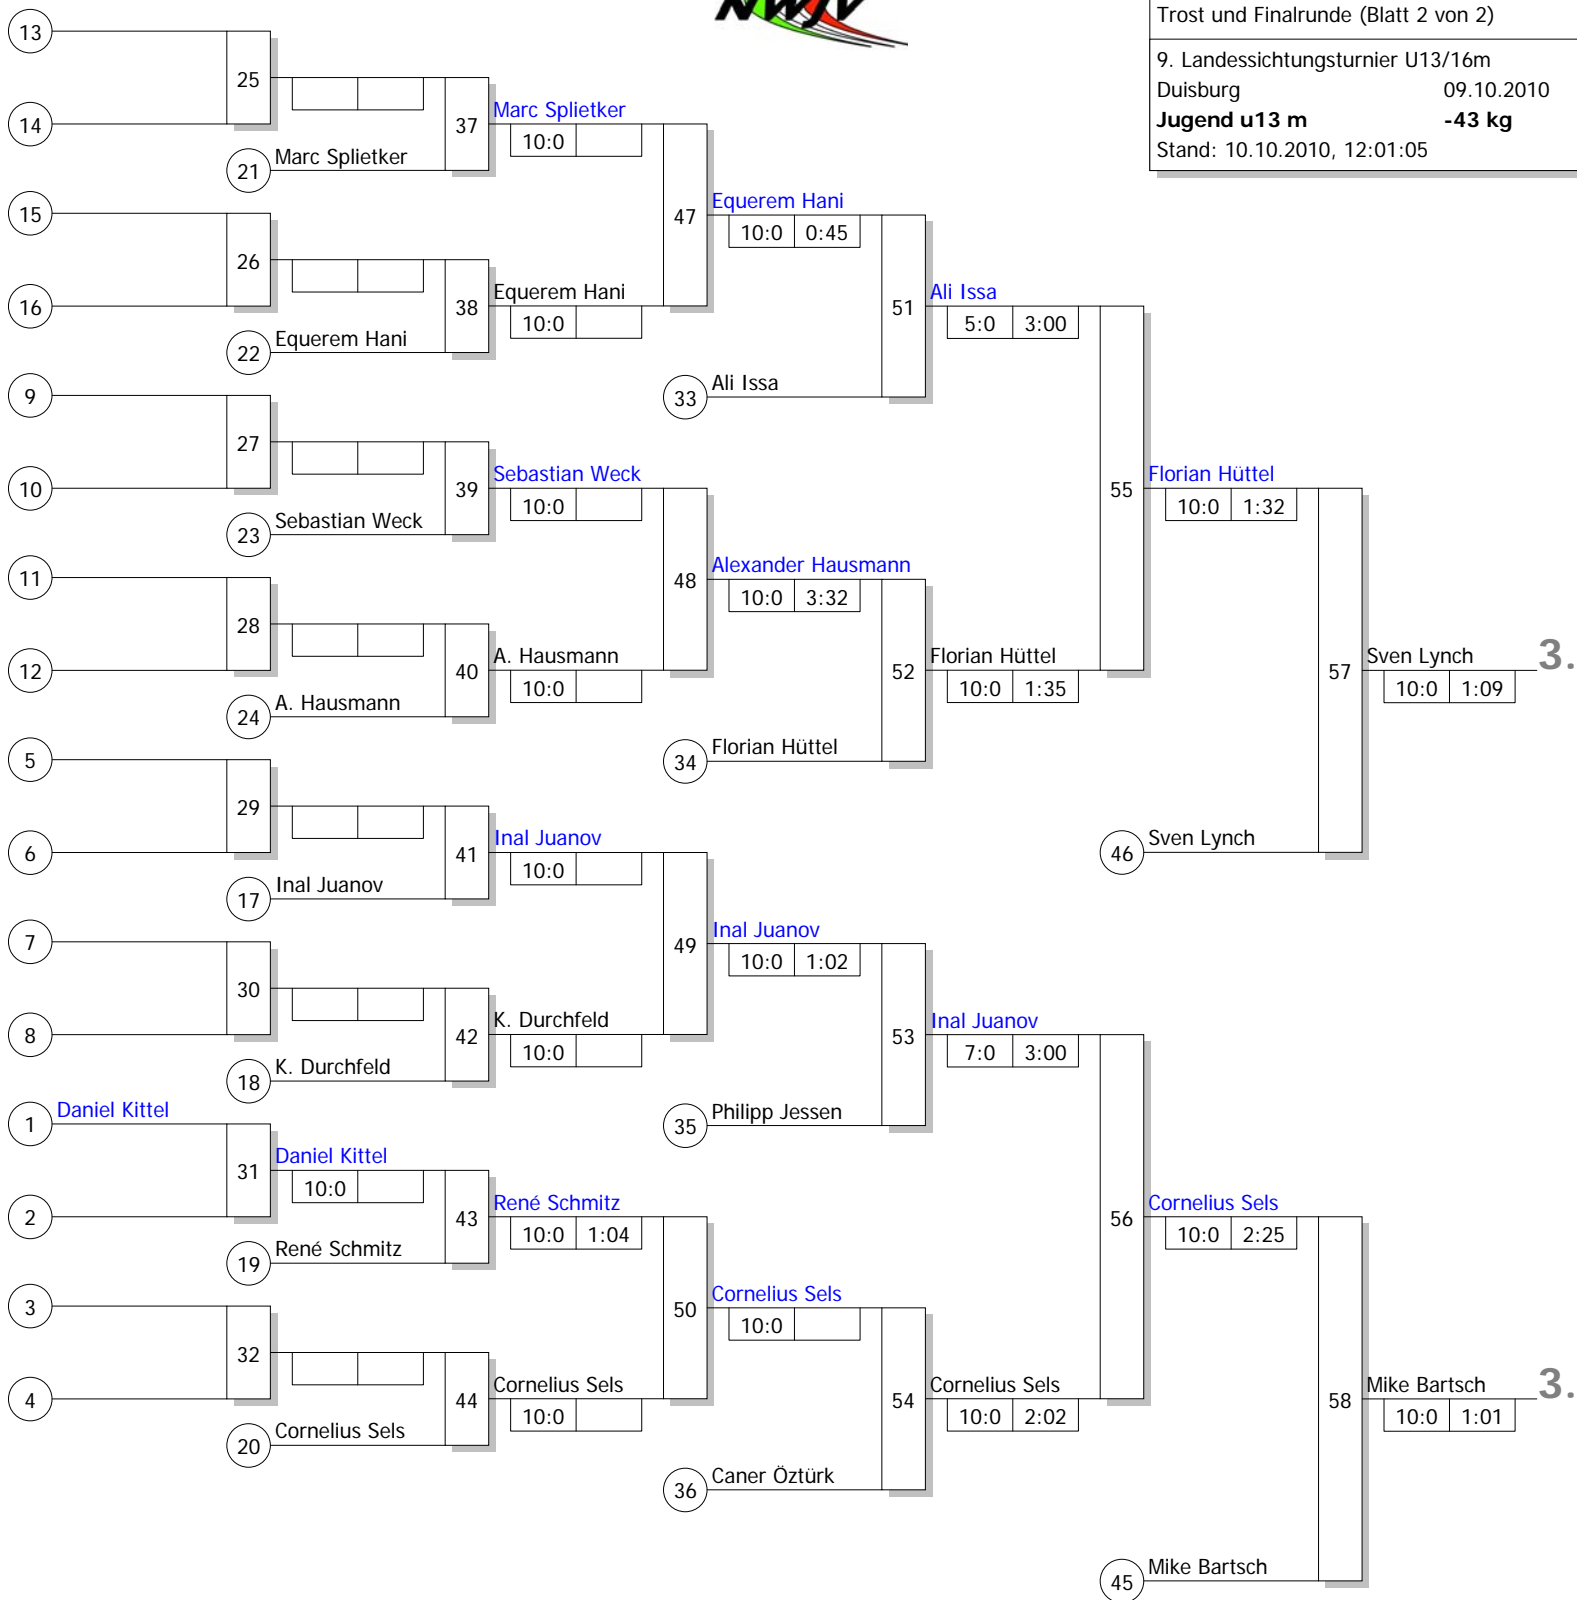 NWJV
Trost und Finalrunde (Blatt 2 von 2)
9. Landessichtungsturnier U13/16m
Duisburg 09.10.2010
Jugend u13 m -43 kg
Stand: 10.10.2010, 12:01:05
13
25
14
37
Marc Splietker
10:0
21
Marc Splietker
15
47
Equerem Hani
10:0 0:45
26
16
38
Equerem Hani
10:0
22
Equerem Hani
51
Ali Issa
5:0 3:00
33
Ali Issa
9
27
10
39
Sebastian Weck
10:0
23
Sebastian Weck
55
Florian Hüttel
10:0 1:32
11
48
Alexander Hausmann
10:0 3:32
28
12
40
A. Hausmann
10:0
24
A. Hausmann
52
Florian Hüttel
10:0 1:35
57
Sven Lynch
10:0 1:09
3.
34
Florian Hüttel
5
29
6
41
Inal Juanov
10:0
46
Sven Lynch
17
Inal Juanov
7
49
Inal Juanov
10:0 1:02
30
8
42
K. Durchfeld
10:0
18
K. Durchfeld
53
Inal Juanov
7:0 3:00
35
Philipp Jessen
1
Daniel Kittel
31
Daniel Kittel
10:0
2
43
René Schmitz
10:0 1:04
19
René Schmitz
56
Cornelius Sels
10:0 2:25
3
50
Cornelius Sels
10:0
32
4
44
Cornelius Sels
10:0
20
Cornelius Sels
54
Cornelius Sels
10:0 2:02
58
Mike Bartsch
10:0 1:01
3.
36
Caner Öztürk
45
Mike Bartsch